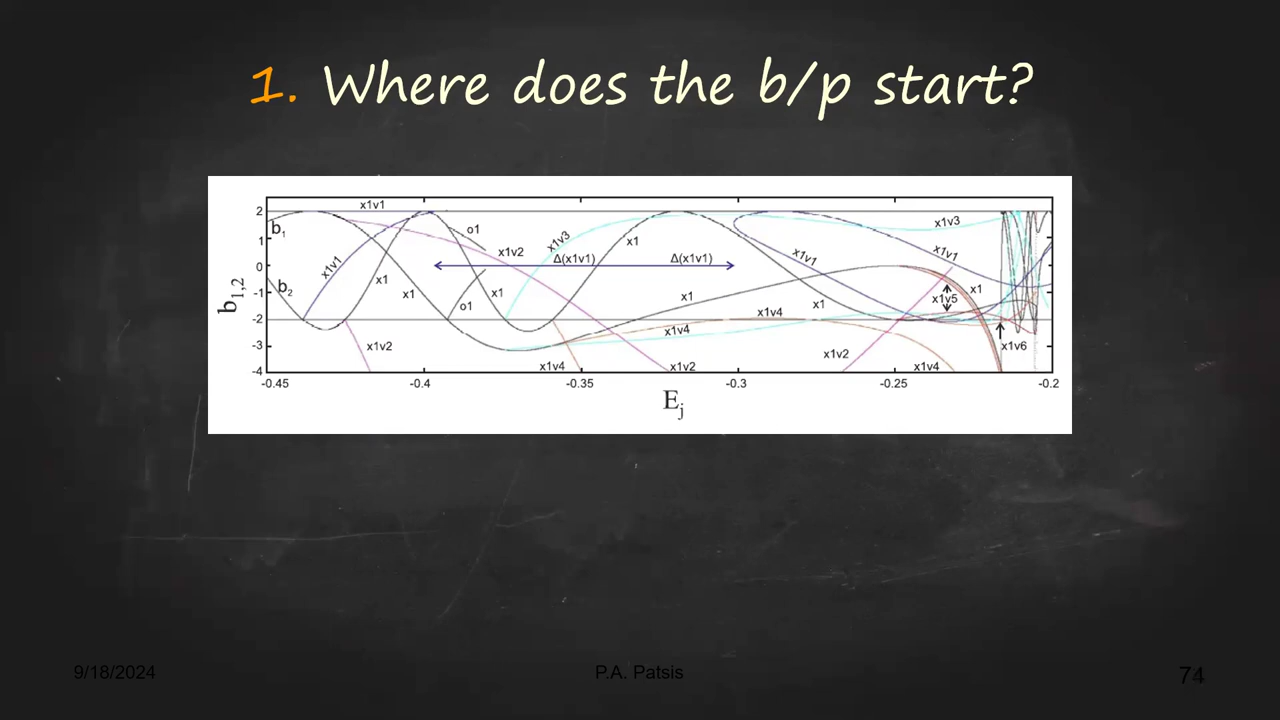 1. Where does the b/p start?
x1v1
2
b1
o1
x1v3
1
x1v2
x1v3
x1
x1v1
x1v1
x1v1
Δ(x1v1)
Δ(x1v1)
0
b1,2
b2
x1
x1
x1
o1
x1
x1
x1v5
x1
-1
x1v4
x1v4
-2
x1v2
x1v2
x1v6
-3
x1v4
x1v2
x1v4
-4
-0.45
-0.4
-0.35
-0.3
-0.25
-0.2
Ej
9/18/2024
P.A. Patsis
74